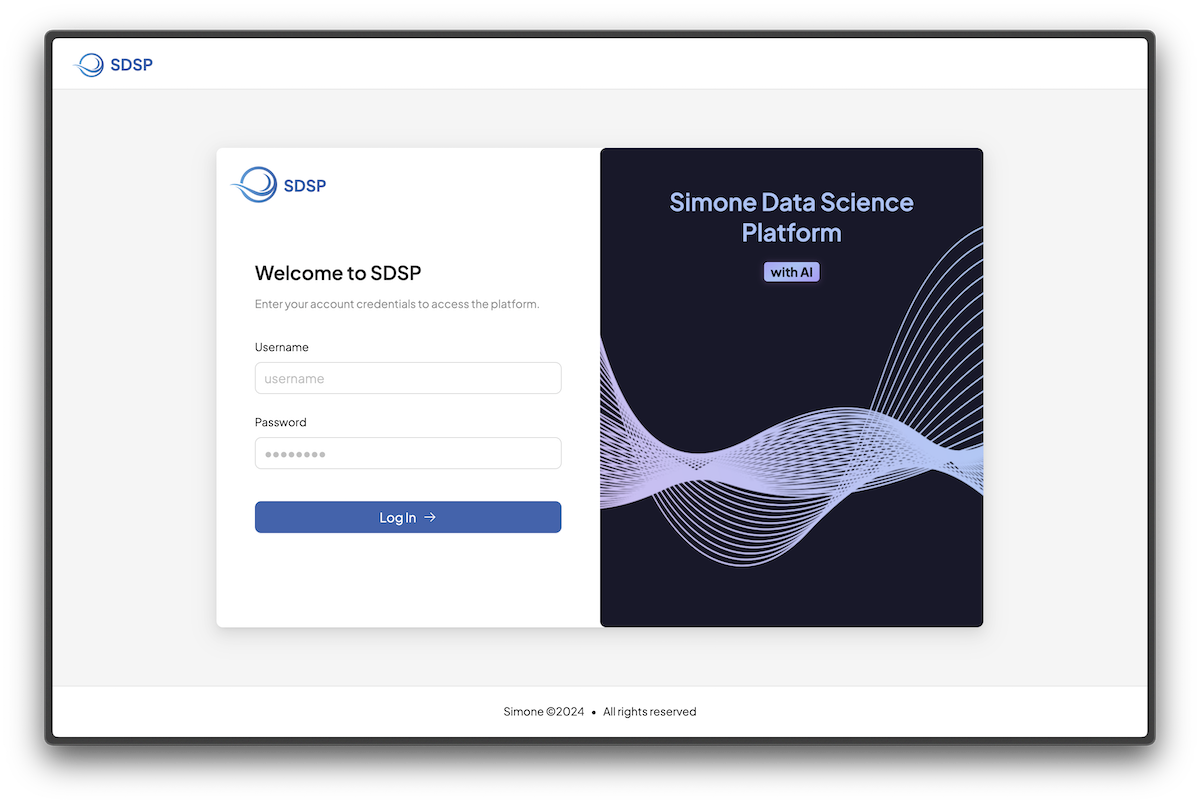 SDSP
SDSP
Welcome to SDSP
Enter your account credentials to access the platform.
Username
username
Password
••••••••
Log In →
Simone Data Science
Platform
with AI
Simone ©2024 • All rights reserved